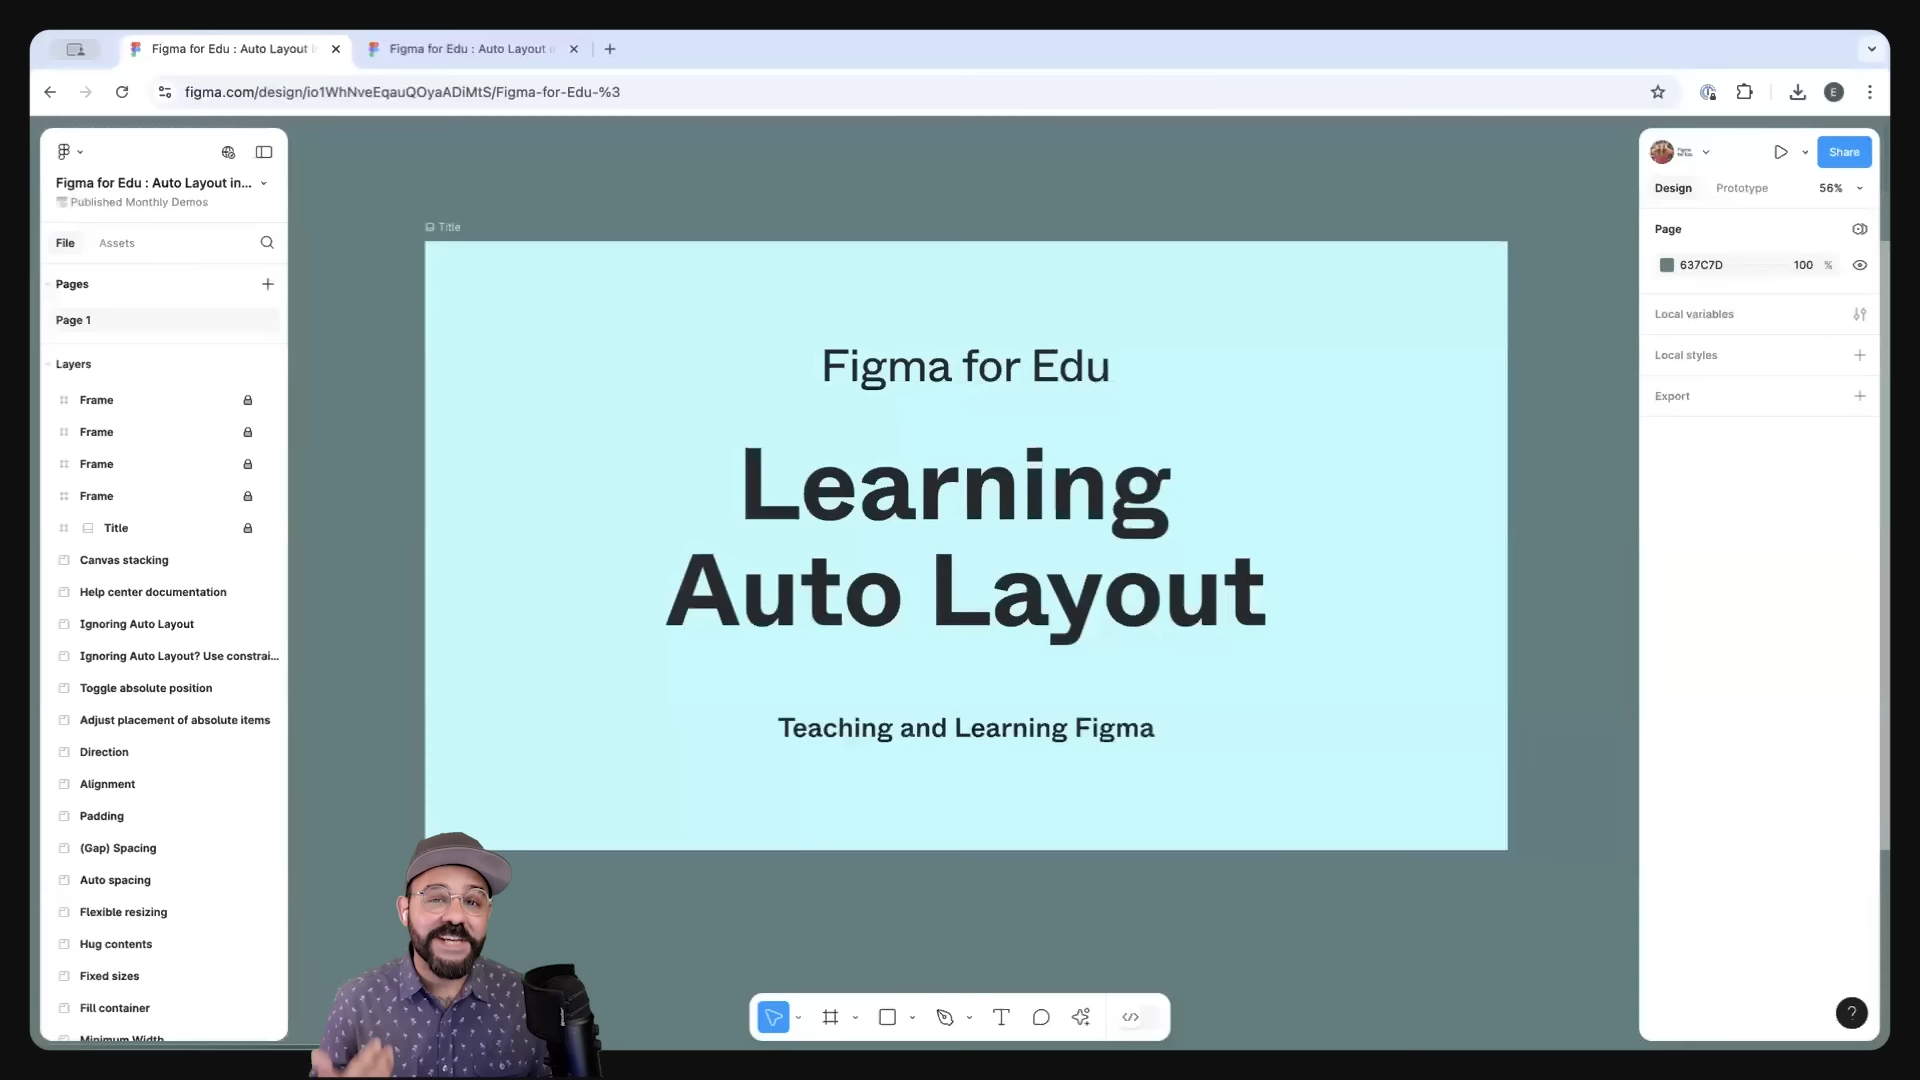 Figma for Edu : Auto Layout i
Figma for Edu : Auto Layout i
figma.com/design/io1WhNveEqauQOyaADiMtS/Figma-for-Edu-%3
E
Figma for Edu : Auto Layout in...
Published Monthly Demos
File
Assets
Pages
Page 1
Layers
Frame
Frame
Frame
Frame
Title
Canvas stacking
Help center documentation
Ignoring Auto Layout
Ignoring Auto Layout? Use constrai...
Toggle absolute position
Adjust placement of absolute items
Direction
Alignment
Padding
(Gap) Spacing
Auto spacing
Flexible resizing
Hug contents
Fixed sizes
Fill container
Minimum Width
Title
Figma for Edu
Learning
Auto Layout
Teaching and Learning Figma
Share
Design
Prototype
56%
Page
637C7D
100
%
Local variables
Local styles
Export
?